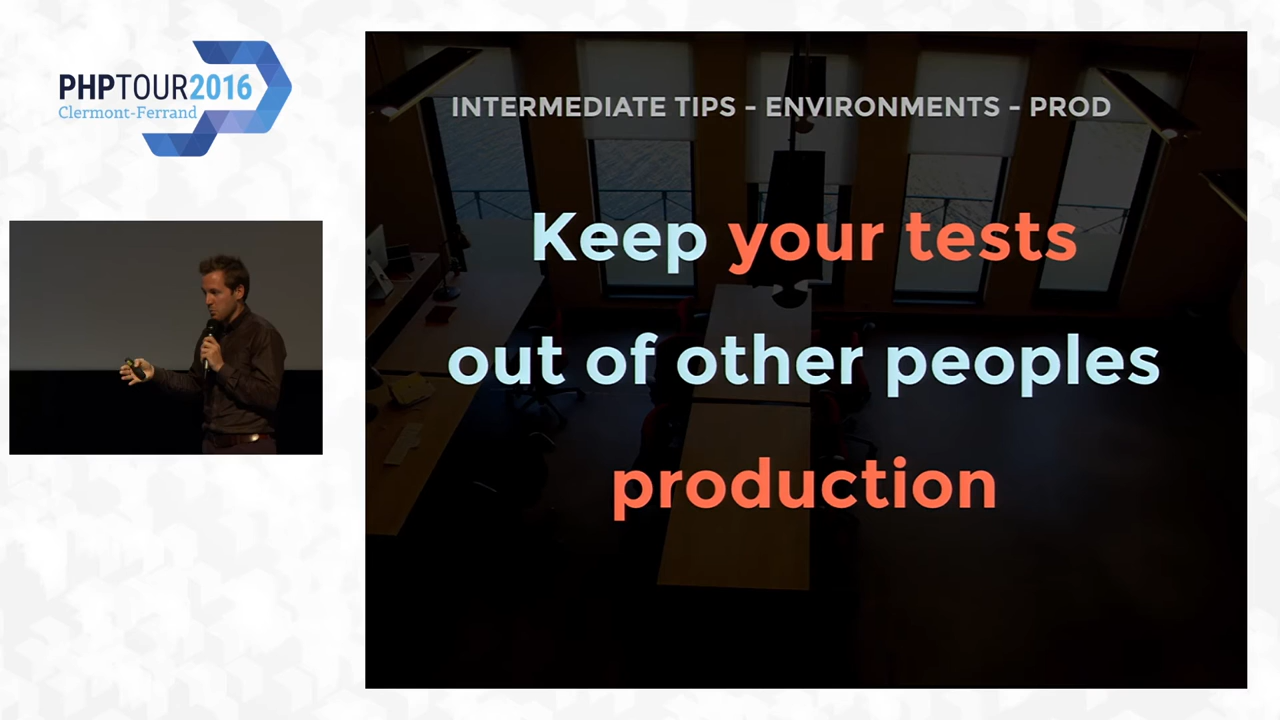 PHPTOUR2016
Clermont-Ferrand
INTERMEDIATE TIPS - ENVIRONMENTS - PROD
Keep your tests
out of other peoples
production